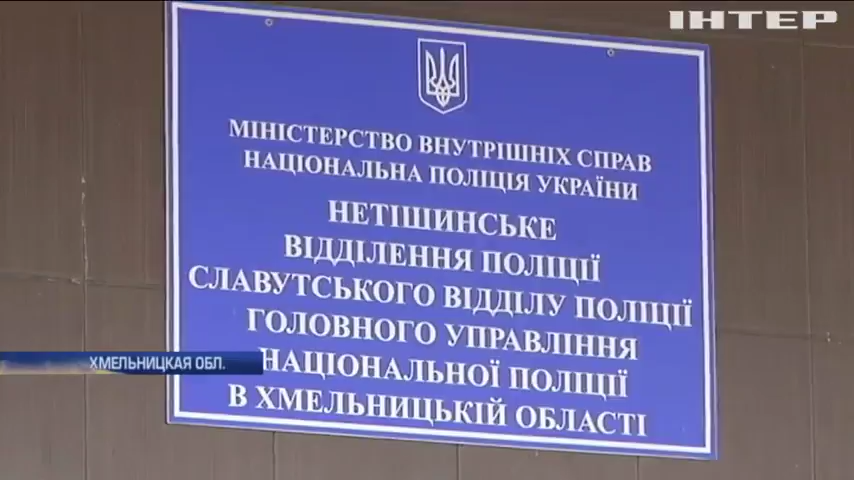 ІНТЕР
МІНІСТЕРСТВО ВНУТРІШНІХ СПРАВ
НАЦІОНАЛЬНА ПОЛІЦІЯ УКРАЇНИ
НЕТІШИНСЬКЕ
ВІДДІЛЕННЯ ПОЛІЦІЇ
СЛАВУТСЬКОГО ВІДДІЛУ ПОЛІЦІЇ
ГОЛОВНОГО УПРАВЛІННЯ
НАЦІОНАЛЬНОЇ ПОЛІЦІЇ
В ХМЕЛЬНИЦЬКІЙ ОБЛАСТІ
ХМЕЛЬНИЦКАЯ ОБЛ.